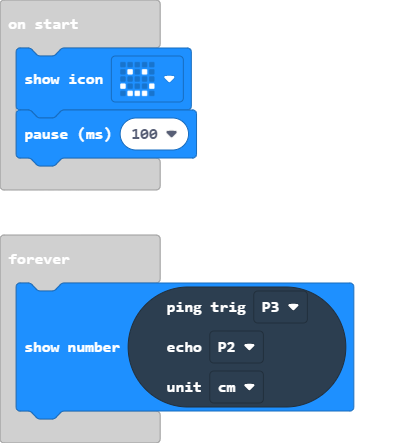 on start
show icon
pause (ms) 100
forever
ping trig P3
show number echo P2
unit cm